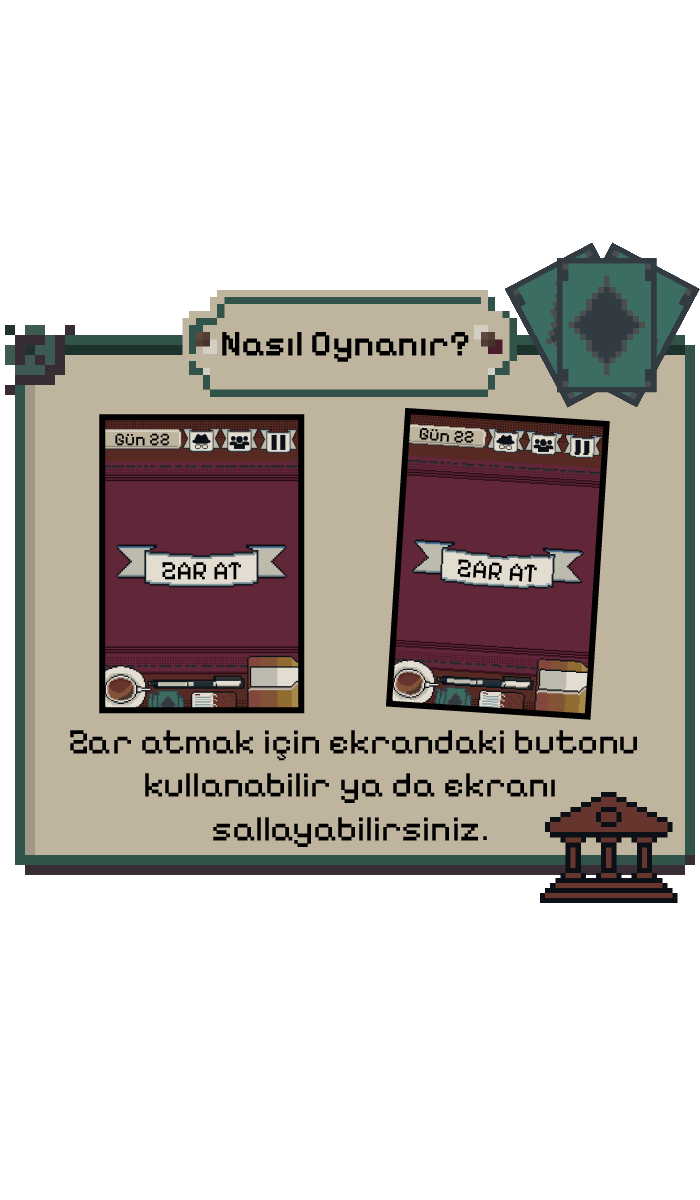 Nasıl Oynanır?
Gün 22
Gün 22
ZAR AT
ZAR AT
Zar atmak için ekrandaki butonu
kullanabilir ya da ekranı
sallayabilirsiniz.